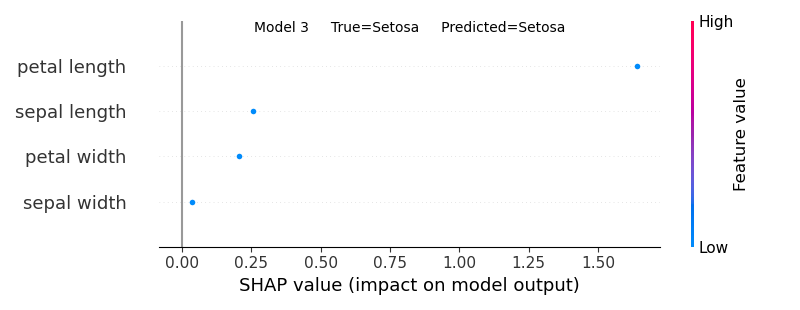 Model 3 True=Setosa Predicted=Setosa
petal length
sepal length
petal width
sepal width
0.00 0.25 0.50 0.75 1.00 1.25 1.50
SHAP value (impact on model output)
High
Feature value
Low